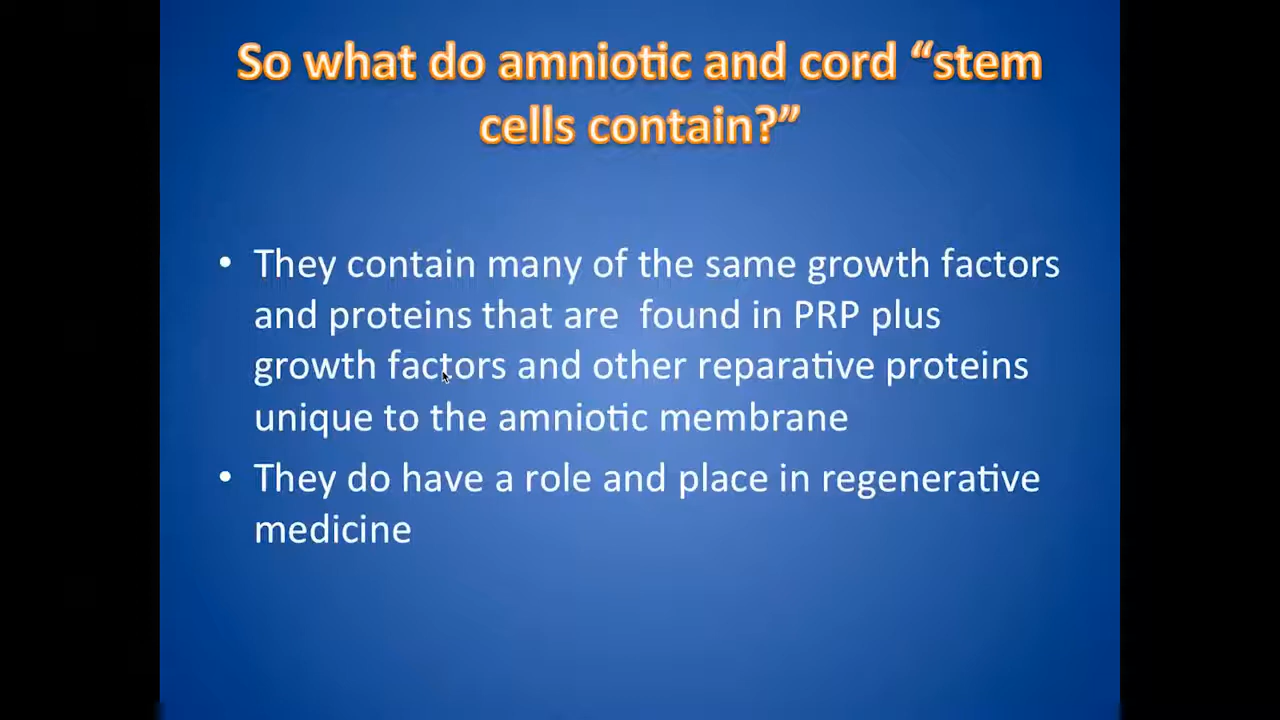 So what do amniotic and cord “stem
cells contain?”
• They contain many of the same growth factors
and proteins that are  found in PRP plus
growth factors and other reparative proteins
unique to the amniotic membrane
• They do have a role and place in regenerative
medicine